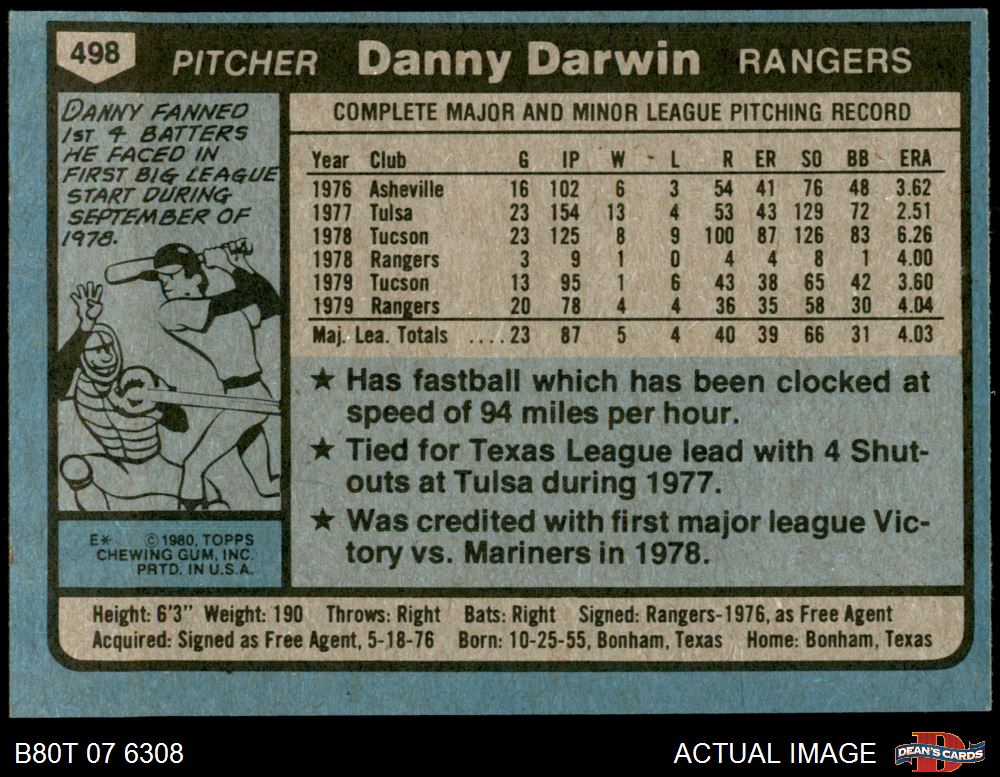 498 PITCHER Danny Darwin RANGERS
DANNY FANNED
1ST 4 BATTERS
HE FACED IN
FIRST BIG LEAGUE
START DURING
SEPTEMBER OF
1978.
E* © 1980, TOPPS
CHEWING GUM, INC.
PRTD. IN U.S.A.
COMPLETE MAJOR AND MINOR LEAGUE PITCHING RECORD
Year Club G IP W L R ER SO BB ERA
1976 Asheville 16 102 6 3 54 41 76 48 3.62
1977 Tulsa 23 154 13 4 53 43 129 72 2.51
1978 Tucson 23 125 8 9 100 87 126 83 6.26
1978 Rangers 3 9 1 0 4 4 8 1 4.00
1979 Tucson 13 95 1 6 43 38 65 42 3.60
1979 Rangers 20 78 4 4 36 35 58 30 4.04
Maj. Lea. Totals ....23 87 5 4 40 39 66 31 4.03
★ Has fastball which has been clocked at
speed of 94 miles per hour.
★ Tied for Texas League lead with 4 Shut-
outs at Tulsa during 1977.
★ Was credited with first major league Vic-
tory vs. Mariners in 1978.
Height: 6'3" Weight: 190 Throws: Right Bats: Right Signed: Rangers-1976, as Free Agent
Acquired: Signed as Free Agent, 5-18-76 Born: 10-25-55, Bonham, Texas Home: Bonham, Texas
B80T 07 6308 ACTUAL IMAGE DEAN'S CARDS